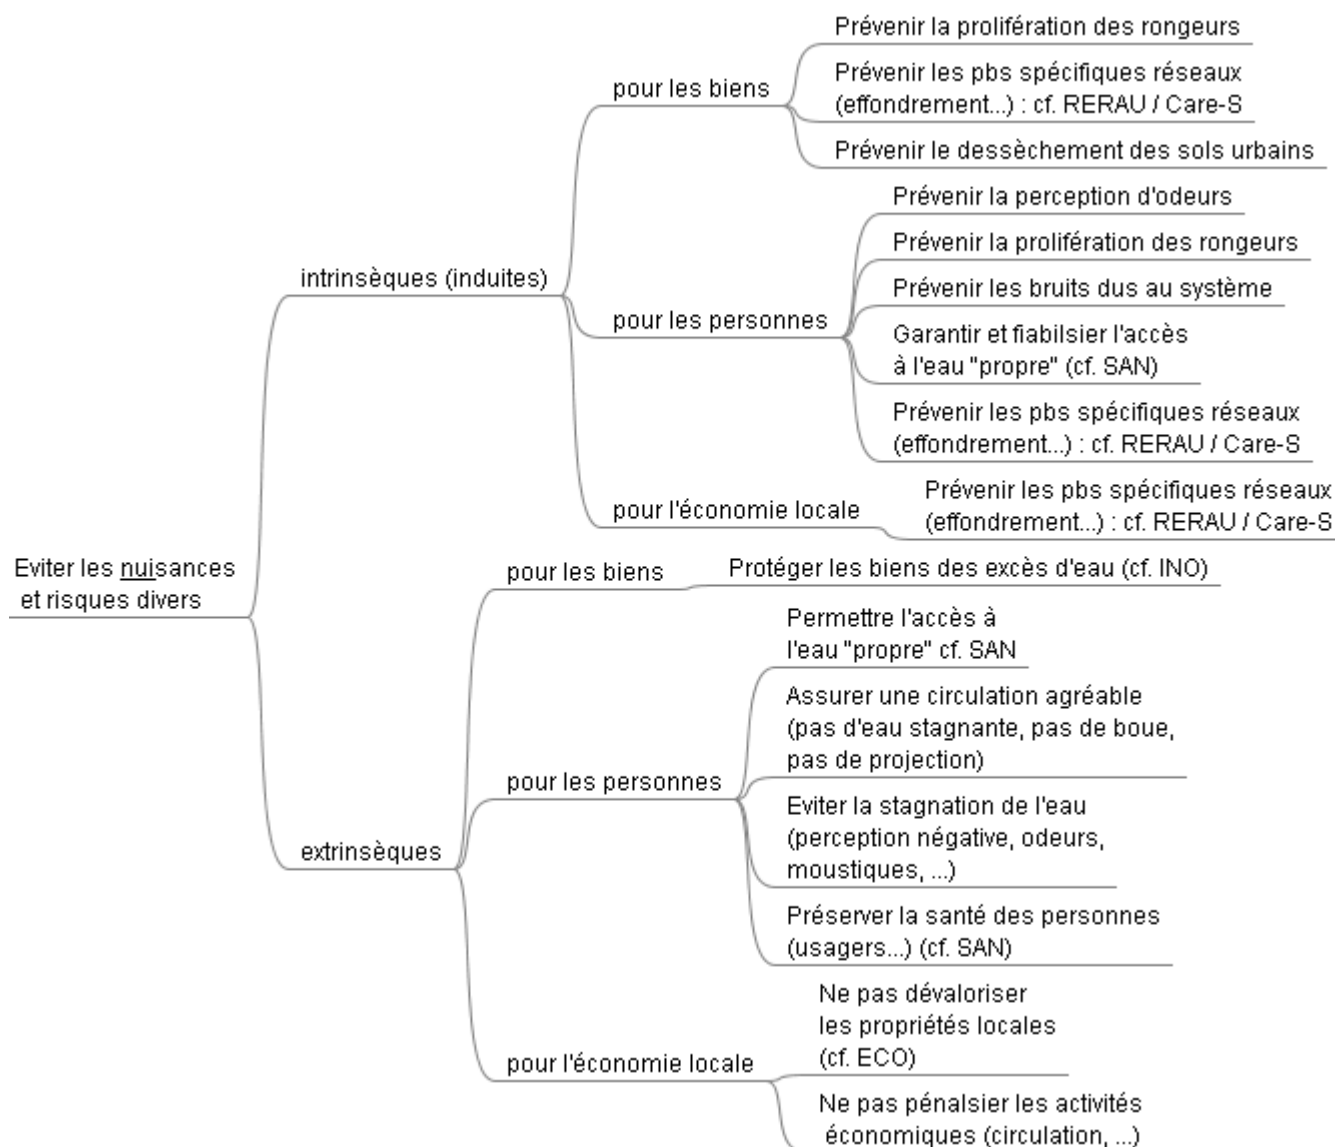 Prévenir la prolifération des rongeurs
pour les biens
Prévenir les pbs spécifiques réseaux
(effondrement...) : cf. RERAU / Care-S
Prévenir le dessèchement des sols urbains
intrinsèques (induites)
Prévenir la perception d'odeurs
Prévenir la prolifération des rongeurs
pour les personnes
Prévenir les bruits dus au système
Garantir et fiabilsier l'accès
à l'eau "propre" (cf. SAN)
Prévenir les pbs spécifiques réseaux
(effondrement...) : cf. RERAU / Care-S
pour l'économie locale
Prévenir les pbs spécifiques réseaux
(effondrement...) : cf. RERAU / Care-S
Eviter les nuisances
et risques divers
pour les biens
Protéger les biens des excès d'eau (cf. INO)
extrinsèques
pour les personnes
Permettre l'accès à
l'eau "propre" cf. SAN
Assurer une circulation agréable
(pas d'eau stagnante, pas de boue,
pas de projection)
Eviter la stagnation de l'eau
(perception négative, odeurs,
moustiques, ...)
Préserver la santé des personnes
(usagers...) (cf. SAN)
pour l'économie locale
Ne pas dévaloriser
les propriétés locales
(cf. ECO)
Ne pas pénalsier les activités
économiques (circulation, ...)